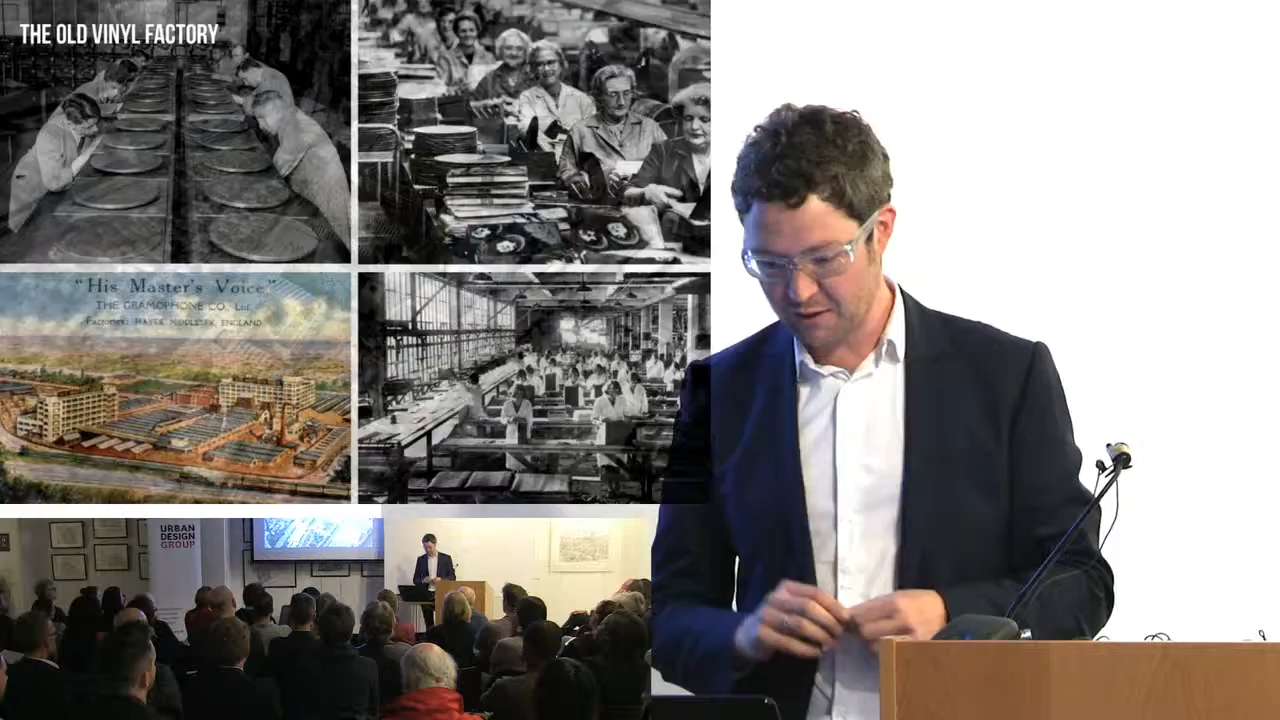 THE OLD VINYL FACTORY
"His Master's Voice"
THE GRAMOPHONE CO. Ltd.
Factories: HAYES, MIDDLESEX, ENGLAND.
URBAN
DESIGN
GROUP